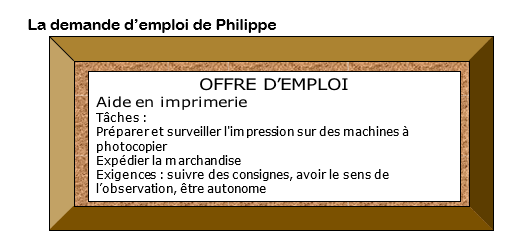 La demande d’emploi de Philippe
OFFRE D’EMPLOI
Aide en imprimerie
Tâches :
Préparer et surveiller l'impression sur des machines à
photocopier
Expédier la marchandise
Exigences : suivre des consignes, avoir le sens de
l’observation, être autonome